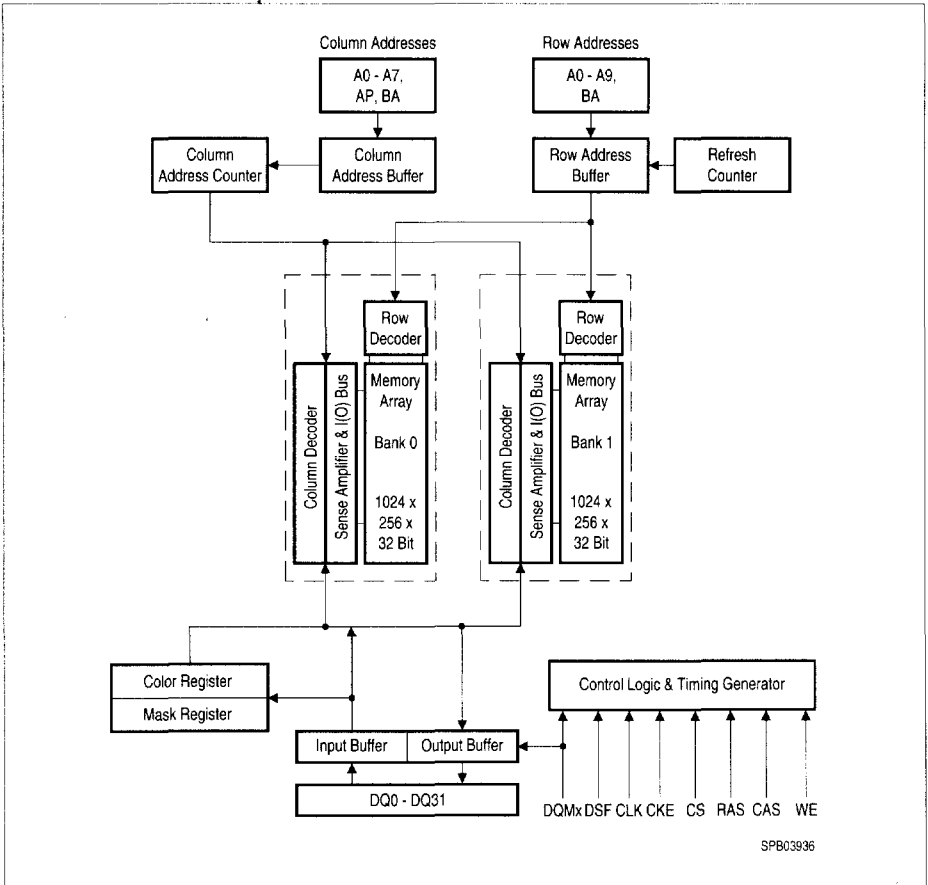 Column Addresses
Row Addresses
A0 - A7,
AP, BA
A0 - A9,
BA
Column
Address Counter
Column
Address Buffer
Row Address
Buffer
Refresh
Counter
Row
Decoder
Row
Decoder
Column Decoder
Sense Amplifier & I(O) Bus
Memory
Array
Bank 0
1024 x
256 x
32 Bit
Column Decoder
Sense Amplifier & I(O) Bus
Memory
Array
Bank 1
1024 x
256 x
32 Bit
Color Register
Mask Register
Control Logic & Timing Generator
Input Buffer
Output Buffer
DQ0 - DQ31
DQMx DSF CLK CKE CS RAS CAS WE
SPB03936